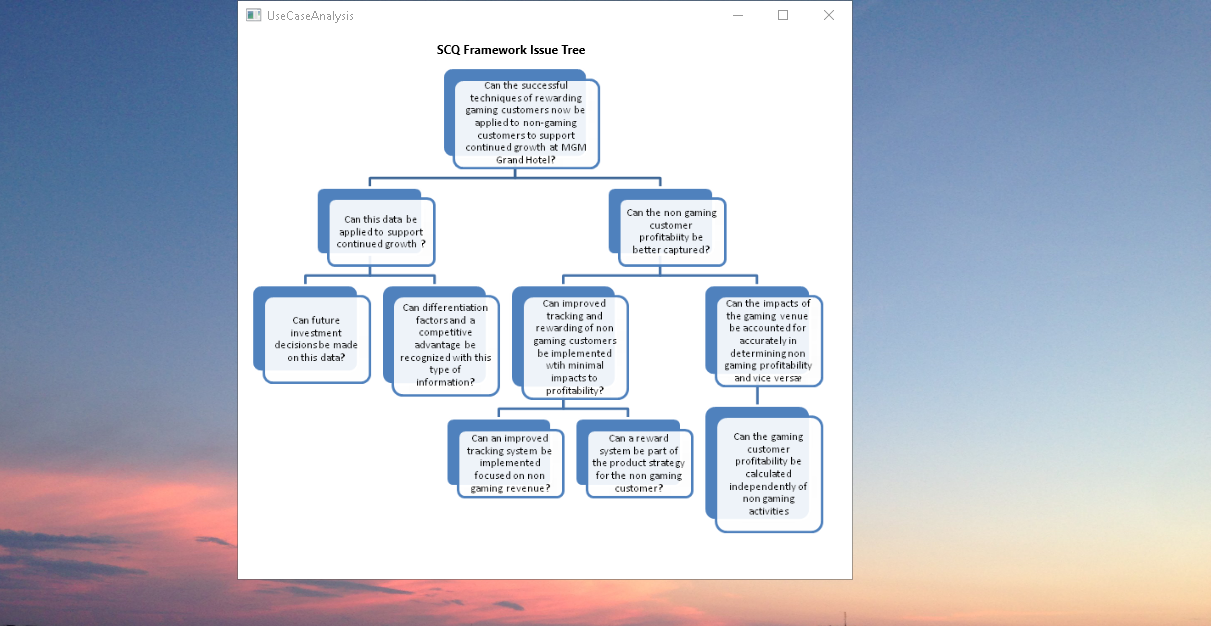 UseCaseAnalysis
SCQ Framework Issue Tree
Can the successful
techniques of rewarding
gaming customers now be
applied to non-gaming
customers to support
continued growth at MGM
Grand Hotel?
Can this data be
applied to support
continued growth ?
Can the non gaming
customer
profitabiity be
better captured?
Can future
investment
decisions be made
on this data?
Can differentiation
factors and a
competitive
advantage be
recognized with this
type of
information?
Can improved
tracking and
rewarding of non
gaming customers
be implemented
wtih minimal
impacts to
profitability?
Can the impacts of
the gaming venue
be accounted for
accurately in
determining non
gaming profitability
and vice versæ
Can an improved
tracking system be
implemented
focused on non
gaming revenue?
Can a reward
system be part of
the product strategy
for the non gaming
customer?
Can the gaming
customer
profitability be
calculated
independently of
non gaming
activities